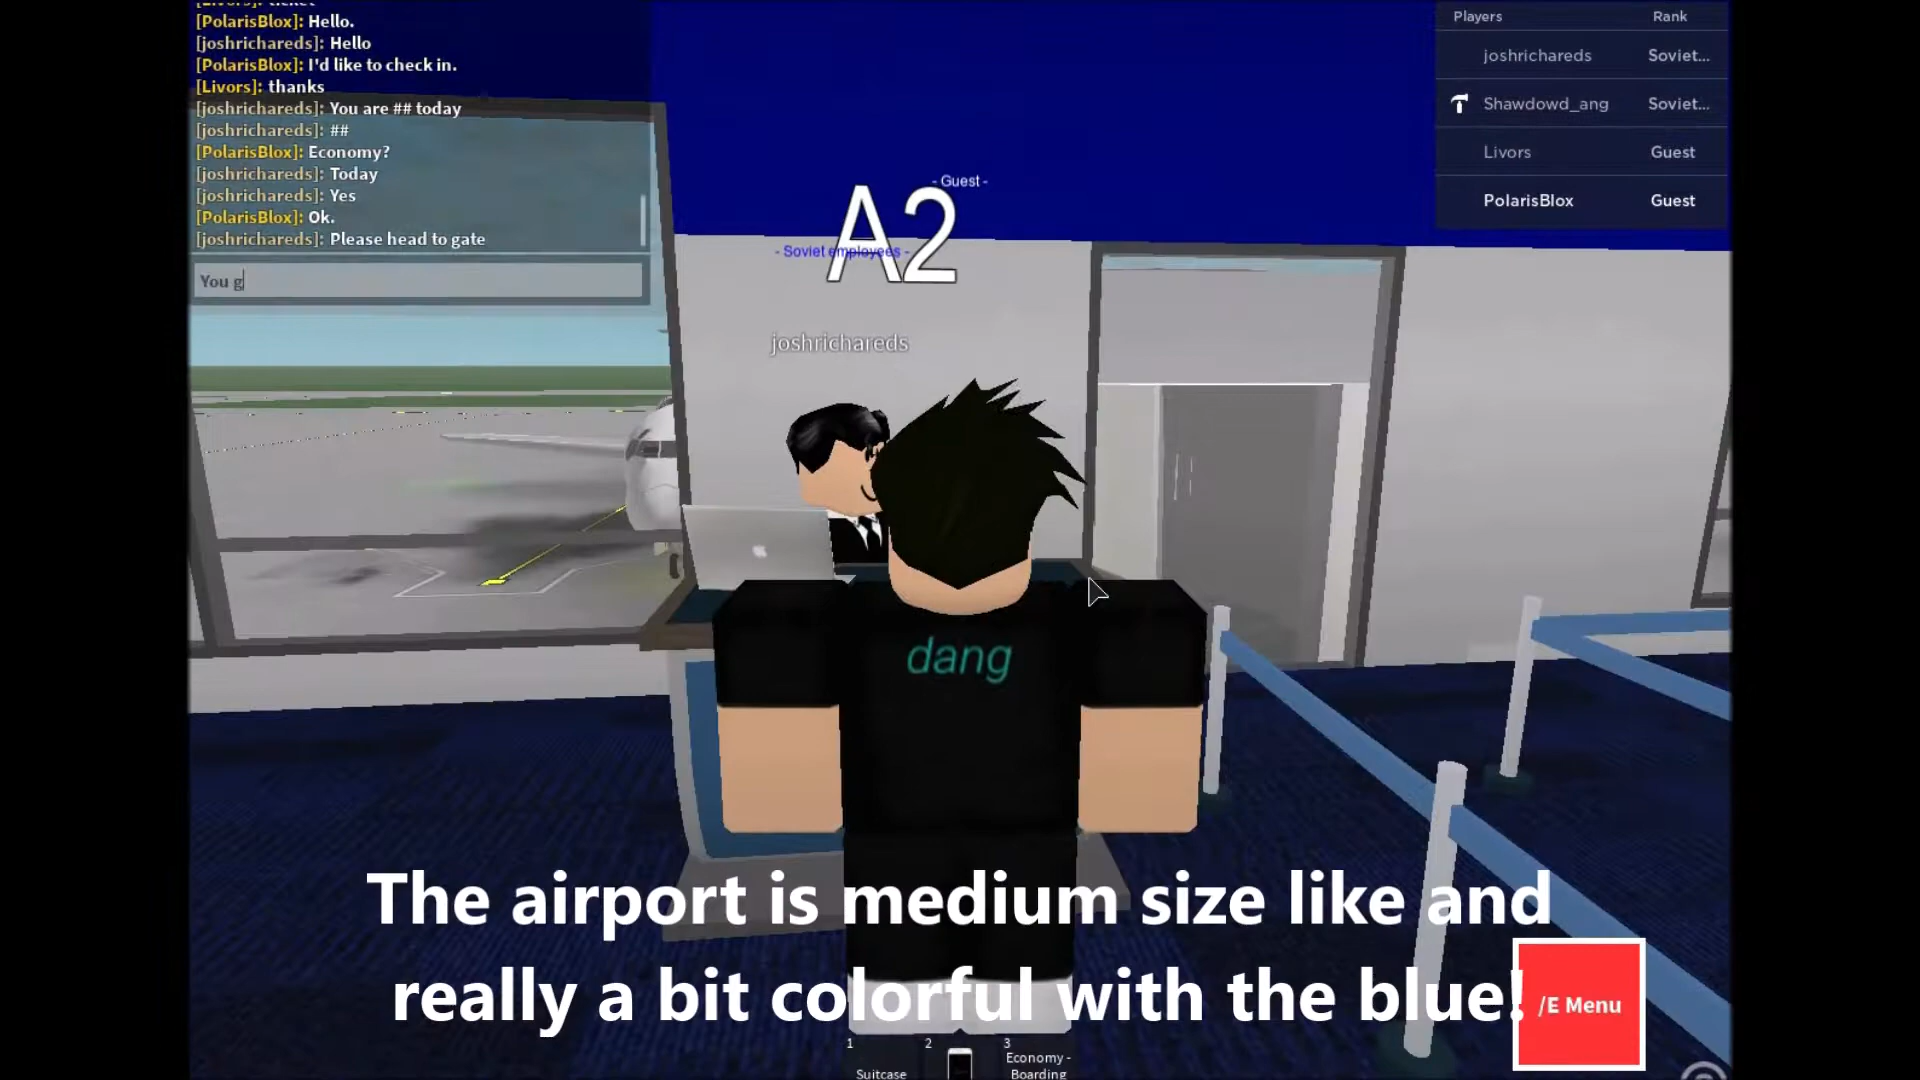 [Livors]: ticket
[PolarisBlox]: Hello.
[joshrichareds]: Hello
[PolarisBlox]: I'd like to check in.
[Livors]: thanks
[joshrichareds]: You are ## today
[joshrichareds]: ##
[PolarisBlox]: Economy?
[joshrichareds]: Today
[joshrichareds]: Yes
[PolarisBlox]: Ok.
[joshrichareds]: Please head to gate
You g
Players Rank
joshrichareds Soviet...
Shawdowd_ang Soviet...
Livors Guest
PolarisBlox Guest
- Guest -
A2
- Soviet employees -
joshrichareds
dang
The airport is medium size like and
really a bit colorful with the blue!
/E Menu
1 2 3
Suitcase
Economy -
Boarding